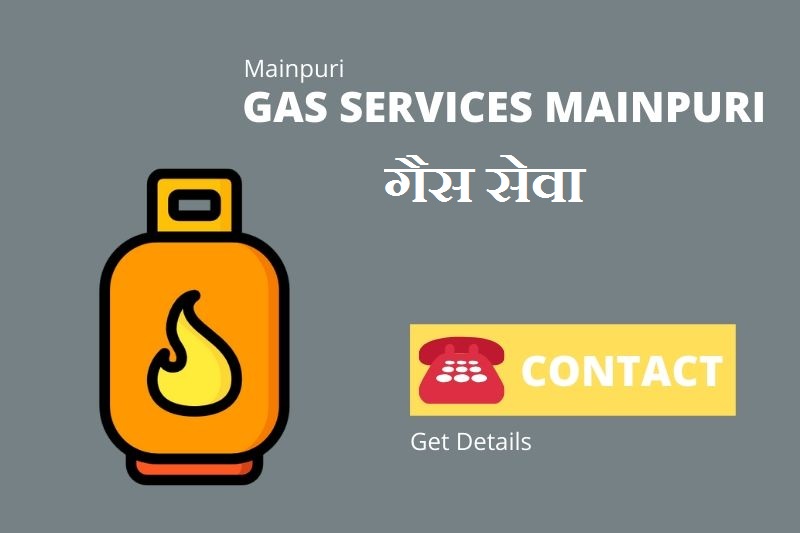 Mainpuri
GAS SERVICES MAINPURI
गैस सेवा
CONTACT
Get Details